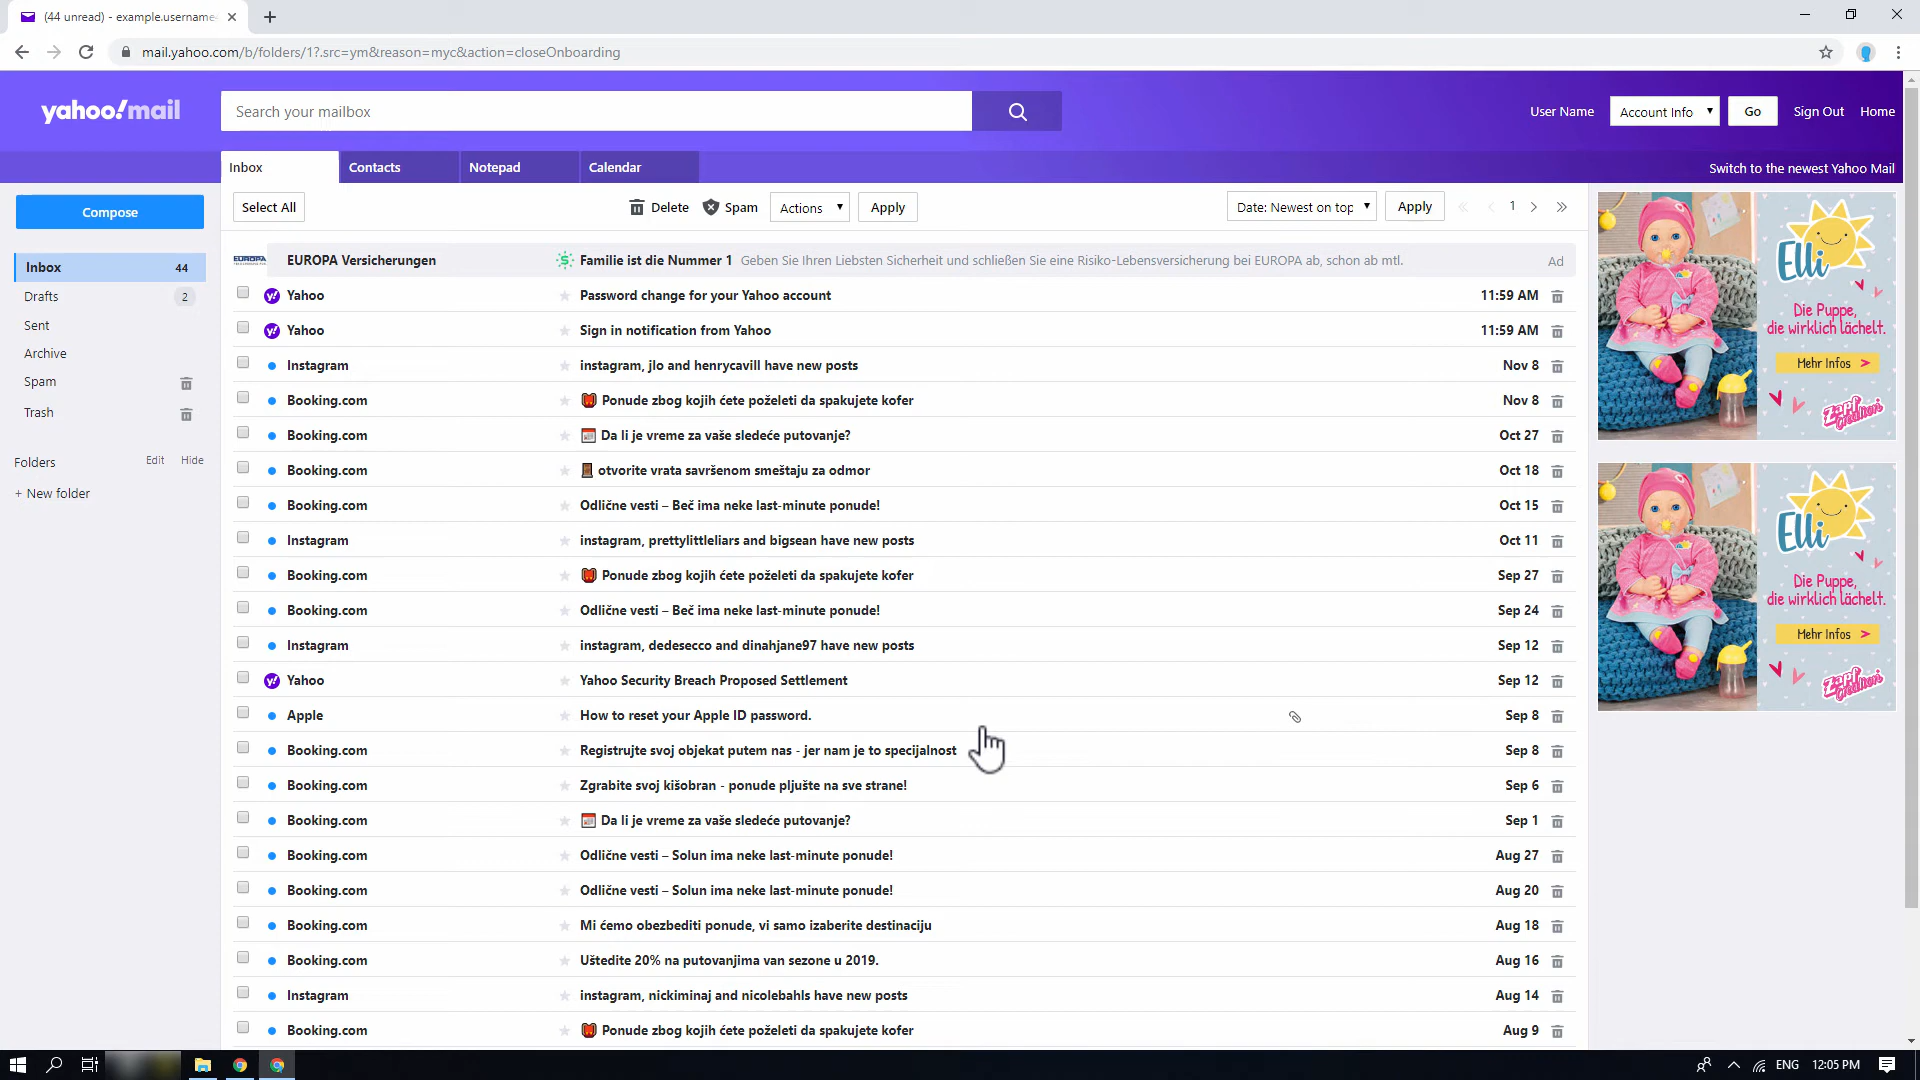 (44 unread) - example.username
mail.yahoo.com/b/folders/1?.src=ym&reason=myc&action=closeOnboarding
yahoo!mail
Search your mailbox
User Name
Account Info
Go
Sign Out
Home
Inbox
Contacts
Notepad
Calendar
Switch to the newest Yahoo Mail
Compose
Select All
Delete
Spam
Actions
Apply
Date: Newest on top
Apply
1
Inbox 44
Drafts 2
Sent
Archive
Spam
Trash
Folders Edit Hide
+ New folder
EUROPA EUROPA Versicherungen Familie ist die Nummer 1 Geben Sie Ihren Liebsten Sicherheit und schließen Sie eine Risiko-Lebensversicherung bei EUROPA ab, schon ab mtl. Ad
Yahoo Password change for your Yahoo account 11:59 AM
Yahoo Sign in notification from Yahoo 11:59 AM
Instagram instagram, jlo and henrycavill have new posts Nov 8
Booking.com Ponude zbog kojih ćete poželeti da spakujete kofer Nov 8
Booking.com Da li je vreme za vaše sledeće putovanje? Oct 27
Booking.com otvorite vrata savršenom smeštaju za odmor Oct 18
Booking.com Odlične vesti – Beč ima neke last-minute ponude! Oct 15
Instagram instagram, prettylittleliars and bigsean have new posts Oct 11
Booking.com Ponude zbog kojih ćete poželeti da spakujete kofer Sep 27
Booking.com Odlične vesti – Beč ima neke last-minute ponude! Sep 24
Instagram instagram, dedesecco and dinahjane97 have new posts Sep 12
Yahoo Yahoo Security Breach Proposed Settlement Sep 12
Apple How to reset your Apple ID password. Sep 8
Booking.com Registrujte svoj objekat putem nas - jer nam je to specijalnost Sep 8
Booking.com Zgrabite svoj kišobran - ponude pljušte na sve strane! Sep 6
Booking.com Da li je vreme za vaše sledeće putovanje? Sep 1
Booking.com Odlične vesti – Solun ima neke last-minute ponude! Aug 27
Booking.com Odlične vesti – Solun ima neke last-minute ponude! Aug 20
Booking.com Mi ćemo obezbediti ponude, vi samo izaberite destinaciju Aug 18
Booking.com Uštedite 20% na putovanjima van sezone u 2019. Aug 16
Instagram instagram, nickiminaj and nicolebahls have new posts Aug 14
Booking.com Ponude zbog kojih ćete poželeti da spakujete kofer Aug 9
Elli
Die Puppe,
die wirklich lächelt.
Mehr Infos >
Zapf Creation
Elli
Die Puppe,
die wirklich lächelt.
Mehr Infos >
Zapf Creation
ENG 12:05 PM